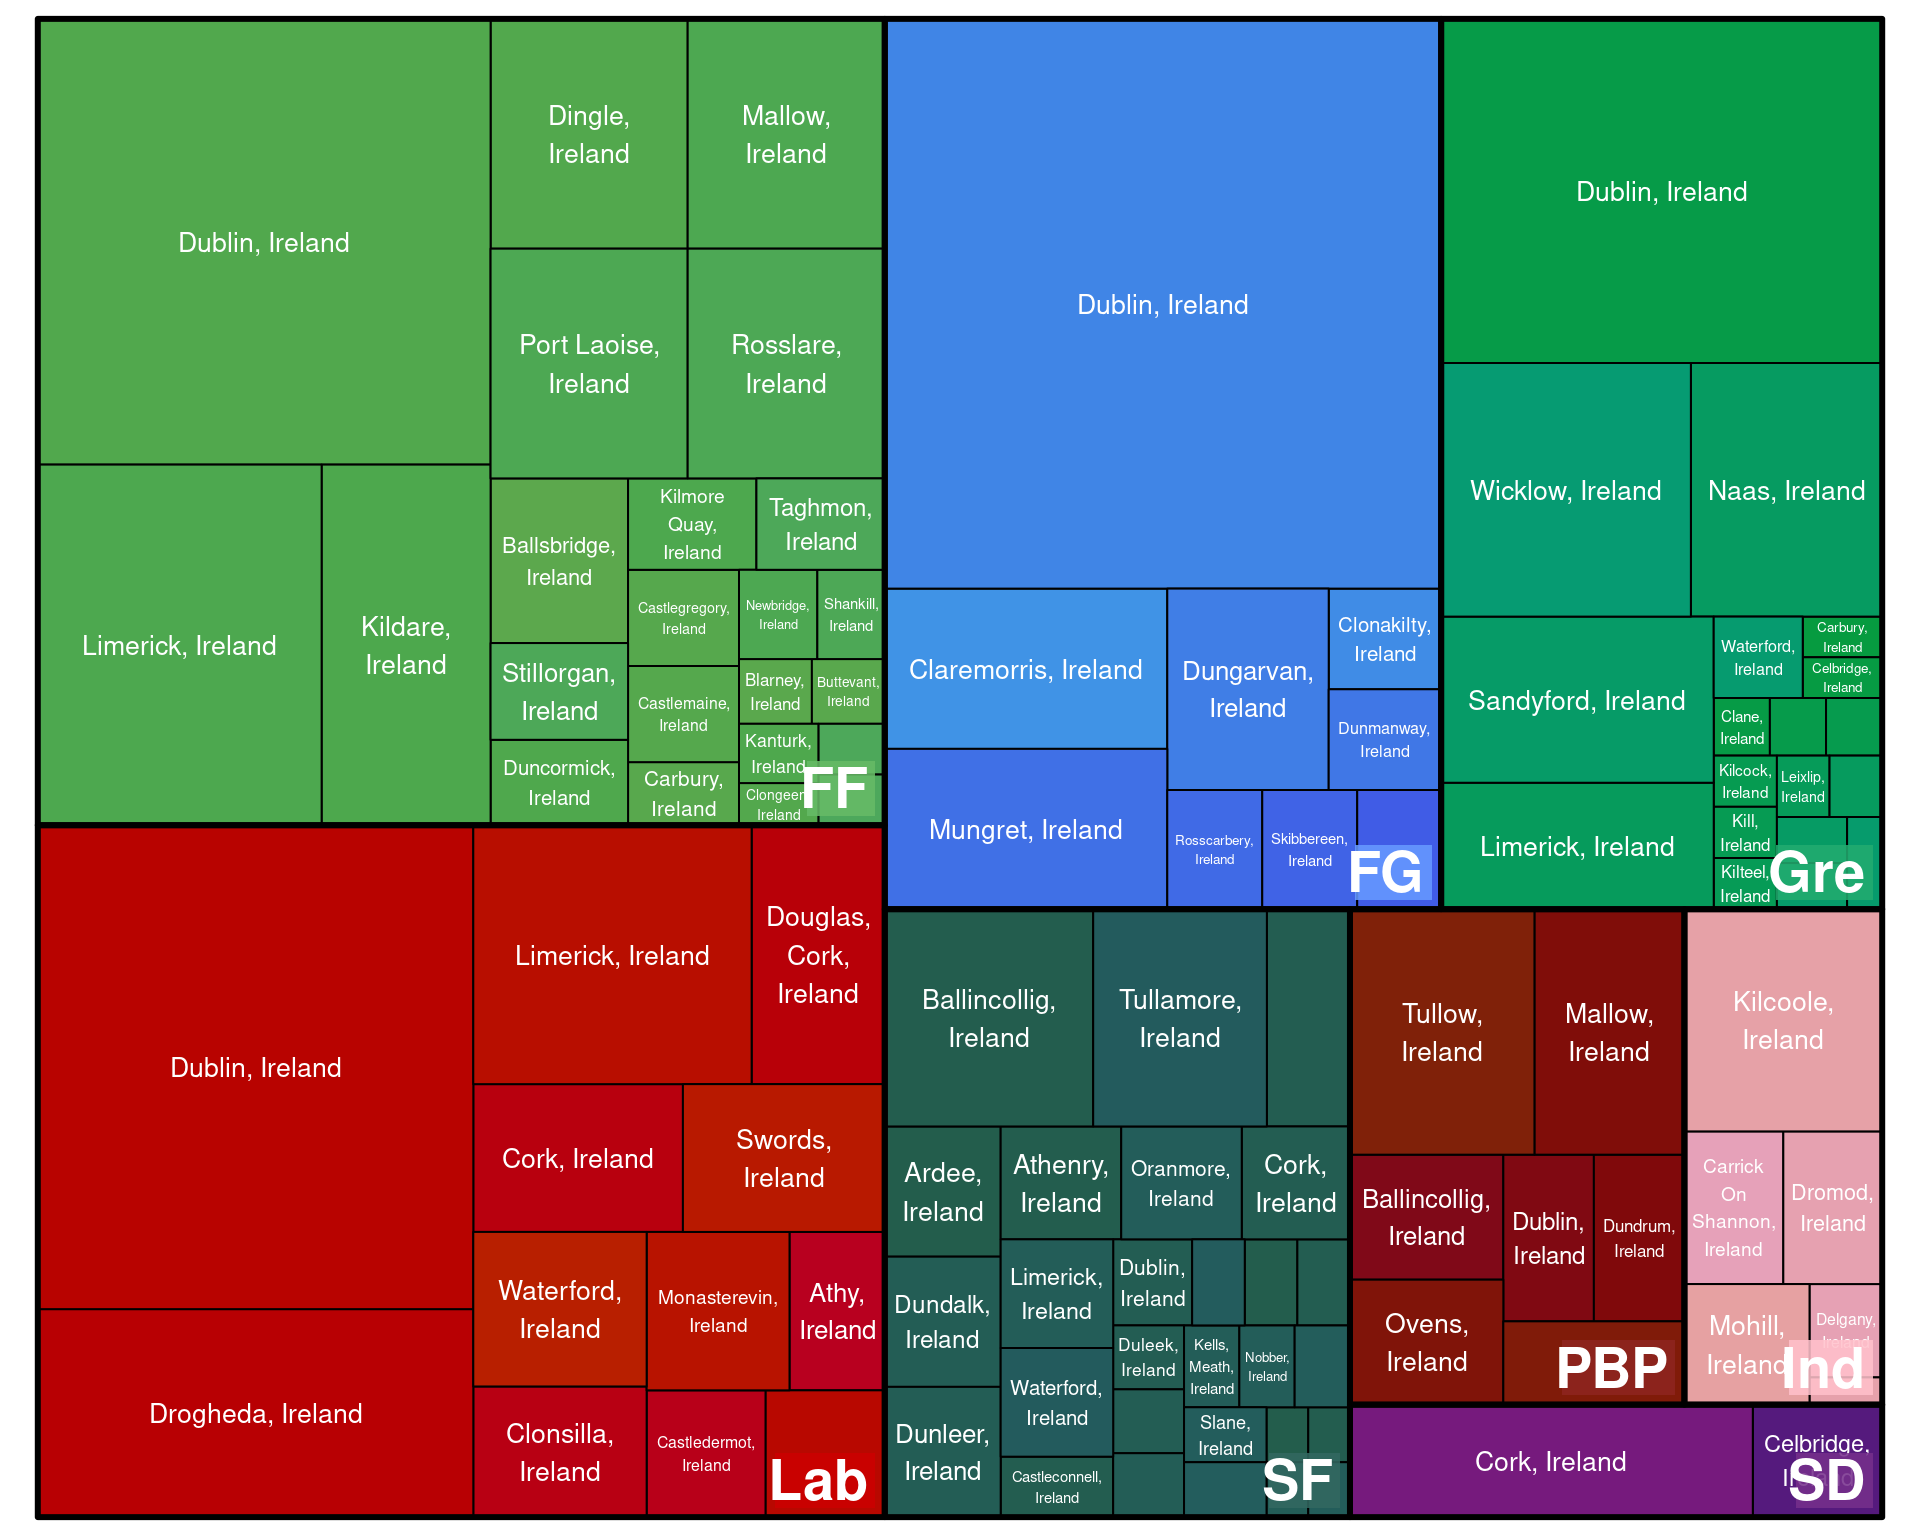 Dublin, Ireland
Dingle,
Ireland
Mallow,
Ireland
Port Laoise,
Ireland
Rosslare,
Ireland
Limerick, Ireland
Kildare,
Ireland
Ballsbridge,
Ireland
Kilmore
Quay,
Ireland
Taghmon,
Ireland
Castlegregory,
Ireland
Newbridge,
Ireland
Shankill,
Ireland
Stillorgan,
Ireland
Castlemaine,
Ireland
Blarney,
Ireland
Buttevant,
Ireland
Duncormick,
Ireland
Carbury,
Ireland
Kanturk,
Ireland
Clongeen
Ireland
FF
Dublin, Ireland
Claremorris, Ireland
Dungarvan,
Ireland
Clonakilty,
Ireland
Dunmanway,
Ireland
Mungret, Ireland
Rosscarbery,
Ireland
Skibbereen,
Ireland
FG
Dublin, Ireland
Wicklow, Ireland
Naas, Ireland
Sandyford, Ireland
Waterford,
Ireland
Carbury,
Ireland
Celbridge,
Ireland
Clane,
Ireland
Kilcock,
Ireland
Leixlip,
Ireland
Kill,
Ireland
Kilteel,
Ireland
Limerick, Ireland
Gre
Dublin, Ireland
Limerick, Ireland
Douglas,
Cork,
Ireland
Cork, Ireland
Swords,
Ireland
Waterford,
Ireland
Monasterevin,
Ireland
Athy,
Ireland
Drogheda, Ireland
Clonsilla,
Ireland
Castledermot,
Ireland
Lab
Ballincollig,
Ireland
Tullamore,
Ireland
Ardee,
Ireland
Athenry,
Ireland
Oranmore,
Ireland
Cork,
Ireland
Dundalk,
Ireland
Limerick,
Ireland
Dublin,
Ireland
Duleek,
Ireland
Kells,
Meath,
Ireland
Nobber,
Ireland
Waterford,
Ireland
Dunleer,
Ireland
Slane,
Ireland
Castleconnell,
Ireland
SF
Tullow,
Ireland
Mallow,
Ireland
Ballincollig,
Ireland
Dublin,
Ireland
Dundrum,
Ireland
Ovens,
Ireland
PBP
Kilcoole,
Ireland
Carrick
On
Shannon,
Ireland
Dromod,
Ireland
Mohill,
Ireland
Delgany,
Ireland
Ind
Cork, Ireland
Celbridge,
SD